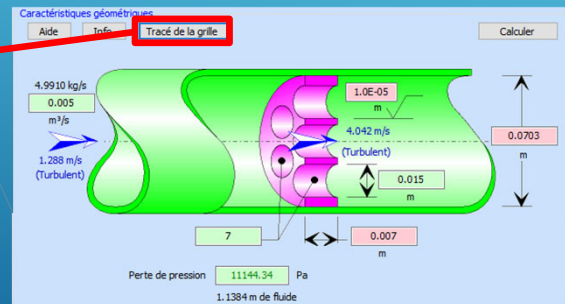 Caractéristiques géométriques
Aide Info Tracé de la grille Calculer
4.9910 kg/s
0.005
m³/s
1.288 m/s
(Turbulent)
1.0E-05
m
4.042 m/s
(Turbulent)
0.0703
m
0.015
m
7
0.007
m
Perte de pression 11144.34 Pa
1.1384 m de fluide